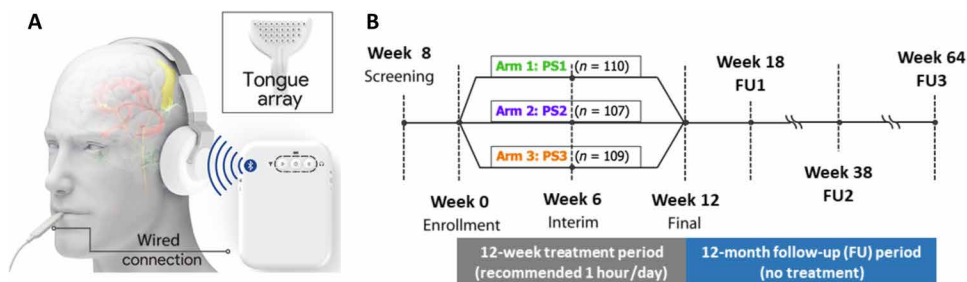 A
Tongue
array
Wired
connection
B
Week 8
Screening
Arm 1: PS1 (n = 110)
Arm 2: PS2 (n = 107)
Arm 3: PS3 (n = 109)
Week 18
FU1
Week 64
FU3
Week 0
Enrollment
Week 6
Interim
Week 12
Final
Week 38
FU2
12-week treatment period
(recommended 1 hour/day)
12-month follow-up (FU) period
(no treatment)